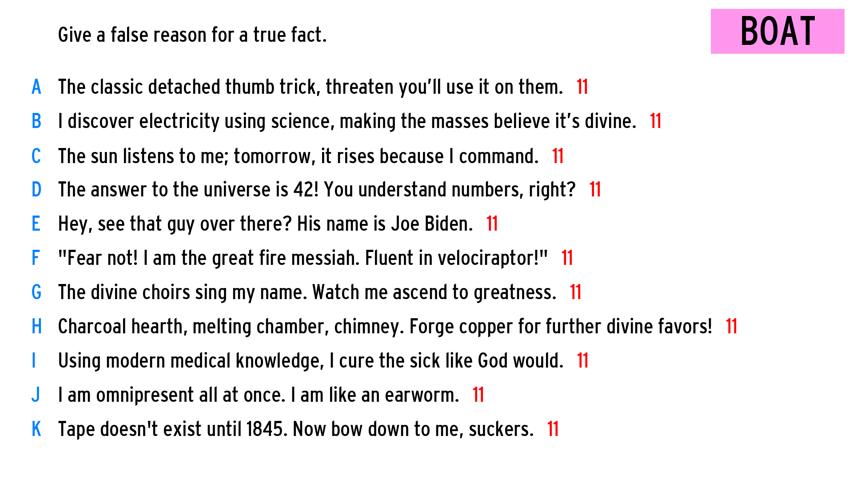 Give a false reason for a true fact.
BOAT
A The classic detached thumb trick, threaten you'll use it on them. 11
B I discover electricity using science, making the masses believe it's divine. 11
C The sun listens to me; tomorrow, it rises because I command. 11
D The answer to the universe is 42! You understand numbers, right? 11
E Hey, see that guy over there? His name is Joe Biden. 11
F "Fear not! I am the great fire messiah. Fluent in velociraptor!" 11
G The divine choirs sing my name. Watch me ascend to greatness. 11
H Charcoal hearth, melting chamber, chimney. Forge copper for further divine favors! 11
I Using modern medical knowledge, I cure the sick like God would. 11
J I am omnipresent all at once. I am like an earworm. 11
K Tape doesn't exist until 1845. Now bow down to me, suckers. 11